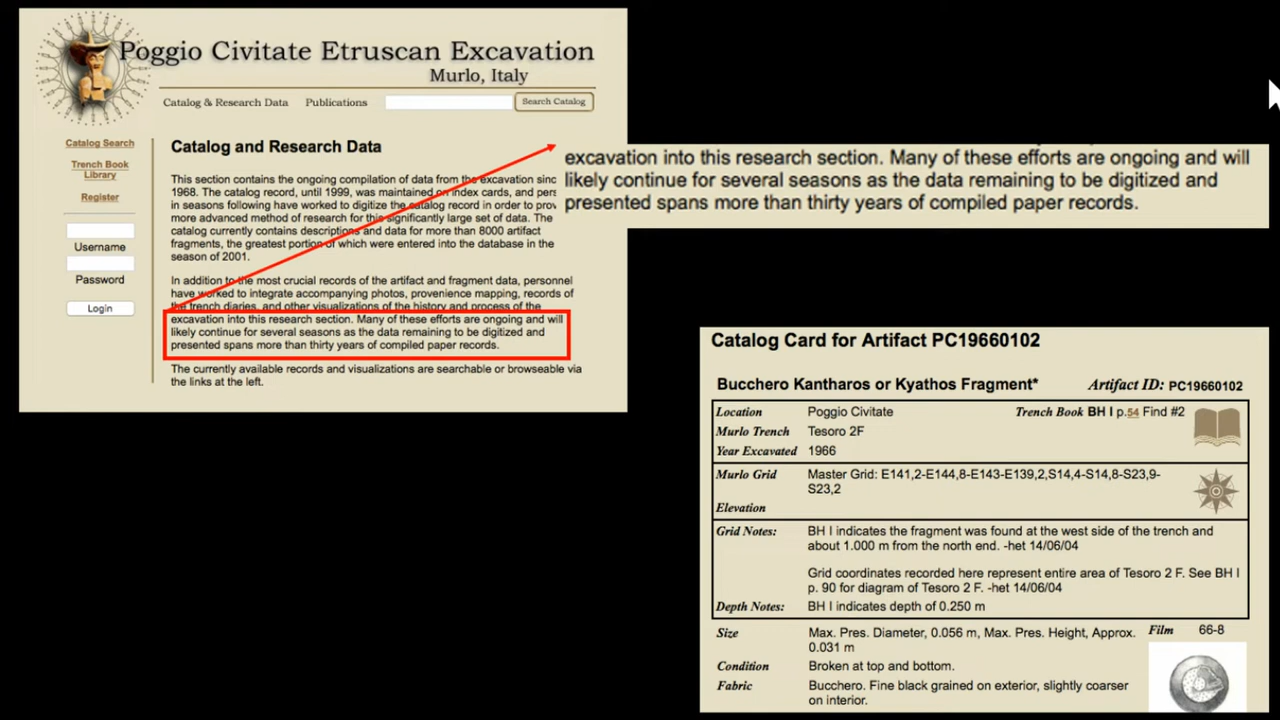 Poggio Civitate Etruscan Excavation
Murlo, Italy
Catalog & Research Data
Publications
Search Catalog
Catalog Search
Trench Book
Library
Register
Username
Password
Login
Catalog and Research Data
This section contains the ongoing compilation of data from the excavation sinc
1968. The catalog record, until 1999, was maintained on index cards, and pers
in seasons following have worked to digitize the catalog record in order to prov
more advanced method of research for this significantly large set of data. The
catalog currently contains descriptions and data for more than 8000 artifact
fragments, the greatest portion of which were entered into the database in the
season of 2001.
In addition to the most crucial records of the artifact and fragment data, personnel
have worked to integrate accompanying photos, provenience mapping, records of
the trench diaries, and other visualizations of the history and process of the
excavation into this research section. Many of these efforts are ongoing and will
likely continue for several seasons as the data remaining to be digitized and
presented spans more than thirty years of compiled paper records.
The currently available records and visualizations are searchable or browseable via
the links at the left.
excavation into this research section. Many of these efforts are ongoing and will
likely continue for several seasons as the data remaining to be digitized and
presented spans more than thirty years of compiled paper records.
Catalog Card for Artifact PC19660102
Bucchero Kantharos or Kyathos Fragment* Artifact ID: PC19660102
Location Poggio Civitate Trench Book BH I p.54 Find #2
Murlo Trench Tesoro 2F
Year Excavated 1966
Murlo Grid Master Grid: E141,2-E144,8-E143-E139,2,S14,4-S14,8-S23,9-
S23,2
Elevation
Grid Notes: BH I indicates the fragment was found at the west side of the trench and
about 1.000 m from the north end. -het 14/06/04
Grid coordinates recorded here represent entire area of Tesoro 2 F. See BH I
p. 90 for diagram of Tesoro 2 F. -het 14/06/04
Depth Notes: BH I indicates depth of 0.250 m
Size Max. Pres. Diameter, 0.056 m, Max. Pres. Height, Approx. Film 66-8
0.031 m
Condition Broken at top and bottom.
Fabric Bucchero. Fine black grained on exterior, slightly coarser
on interior.